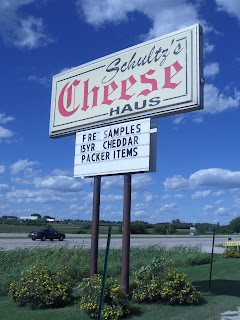 Schultz's
Cheese
HAUS
FRE SAMPLES
15YR CHEDDAR
PACKER ITEMS